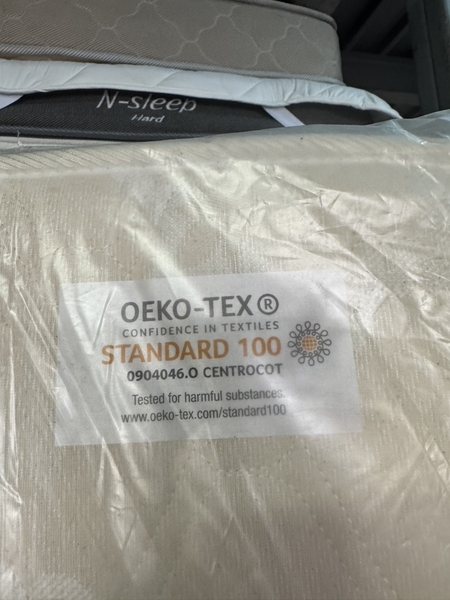 N-sleep
Hard
OEKO-TEX®
CONFIDENCE IN TEXTILES
STANDARD 100
0904046.O CENTROCOT
Tested for harmful substances.
www.oeko-tex.com/standard100